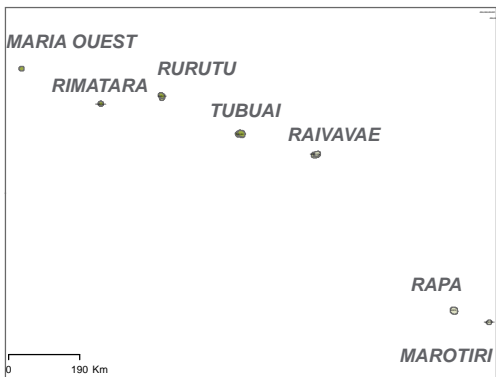 MARIA OUEST
RURUTU
RIMATARA
TUBUAI
RAIVAVAE
RAPA
MAROTIRI
0 190 Km